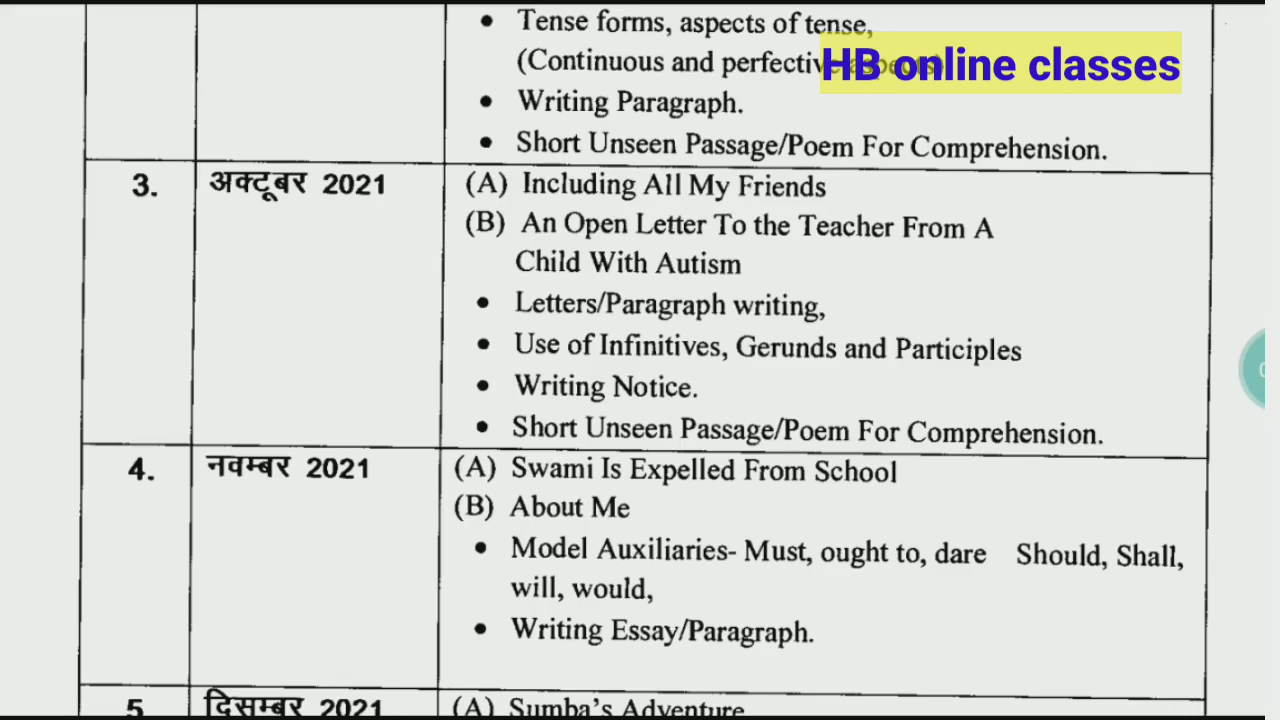 • Tense forms, aspects of tense,
(Continuous and perfective aspects)
HB online classes
• Writing Paragraph.
• Short Unseen Passage/Poem For Comprehension.
3. अक्टूबर 2021 (A) Including All My Friends
(B) An Open Letter To the Teacher From A
Child With Autism
• Letters/Paragraph writing,
• Use of Infinitives, Gerunds and Participles
• Writing Notice.
• Short Unseen Passage/Poem For Comprehension.
4. नवम्बर 2021 (A) Swami Is Expelled From School
(B) About Me
• Model Auxiliaries- Must, ought to, dare Should, Shall,
will, would,
• Writing Essay/Paragraph.
5 दिसम्बर 2021 (A) Sumba's Adventure